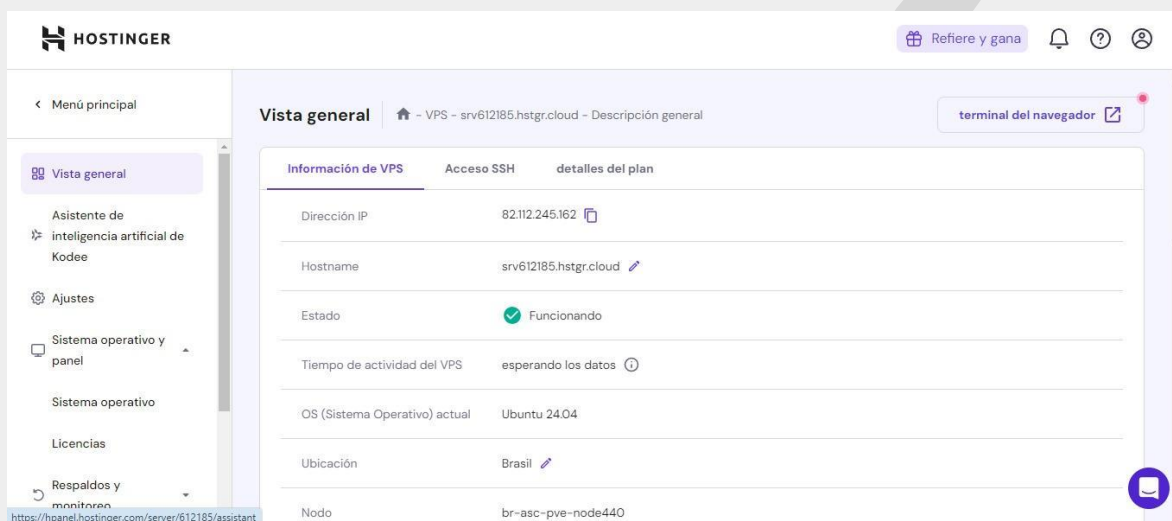 HOSTINGER
Refiere y gana
Menú principal
Vista general
- VPS - srv612185.hstgr.cloud - Descripción general
terminal del navegador
Vista general
Asistente de
inteligencia artificial de
Kodee
Ajustes
Sistema operativo y
panel
Sistema operativo
Licencias
Respaldos y
monitoreo
https://hpanel.hostinger.com/server/612185/assistant
Información de VPS
Acceso SSH
detalles del plan
Dirección IP
82.112.245.162
Hostname
srv612185.hstgr.cloud
Estado
Funcionando
Tiempo de actividad del VPS
esperando los datos
OS (Sistema Operativo) actual
Ubuntu 24.04
Ubicación
Brasil
Nodo
br-asc-pve-node440